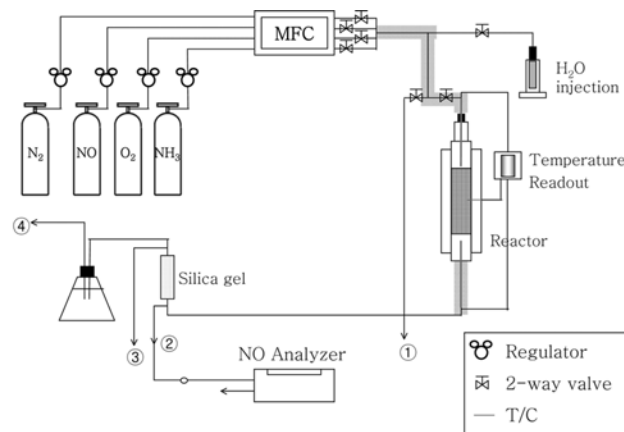 MFC
H₂O
injection
N₂
NO
O₂
NH₃
Temperature
Readout
Reactor
④
Silica gel
③
②
①
NO Analyzer
Regulator
2-way valve
T/C